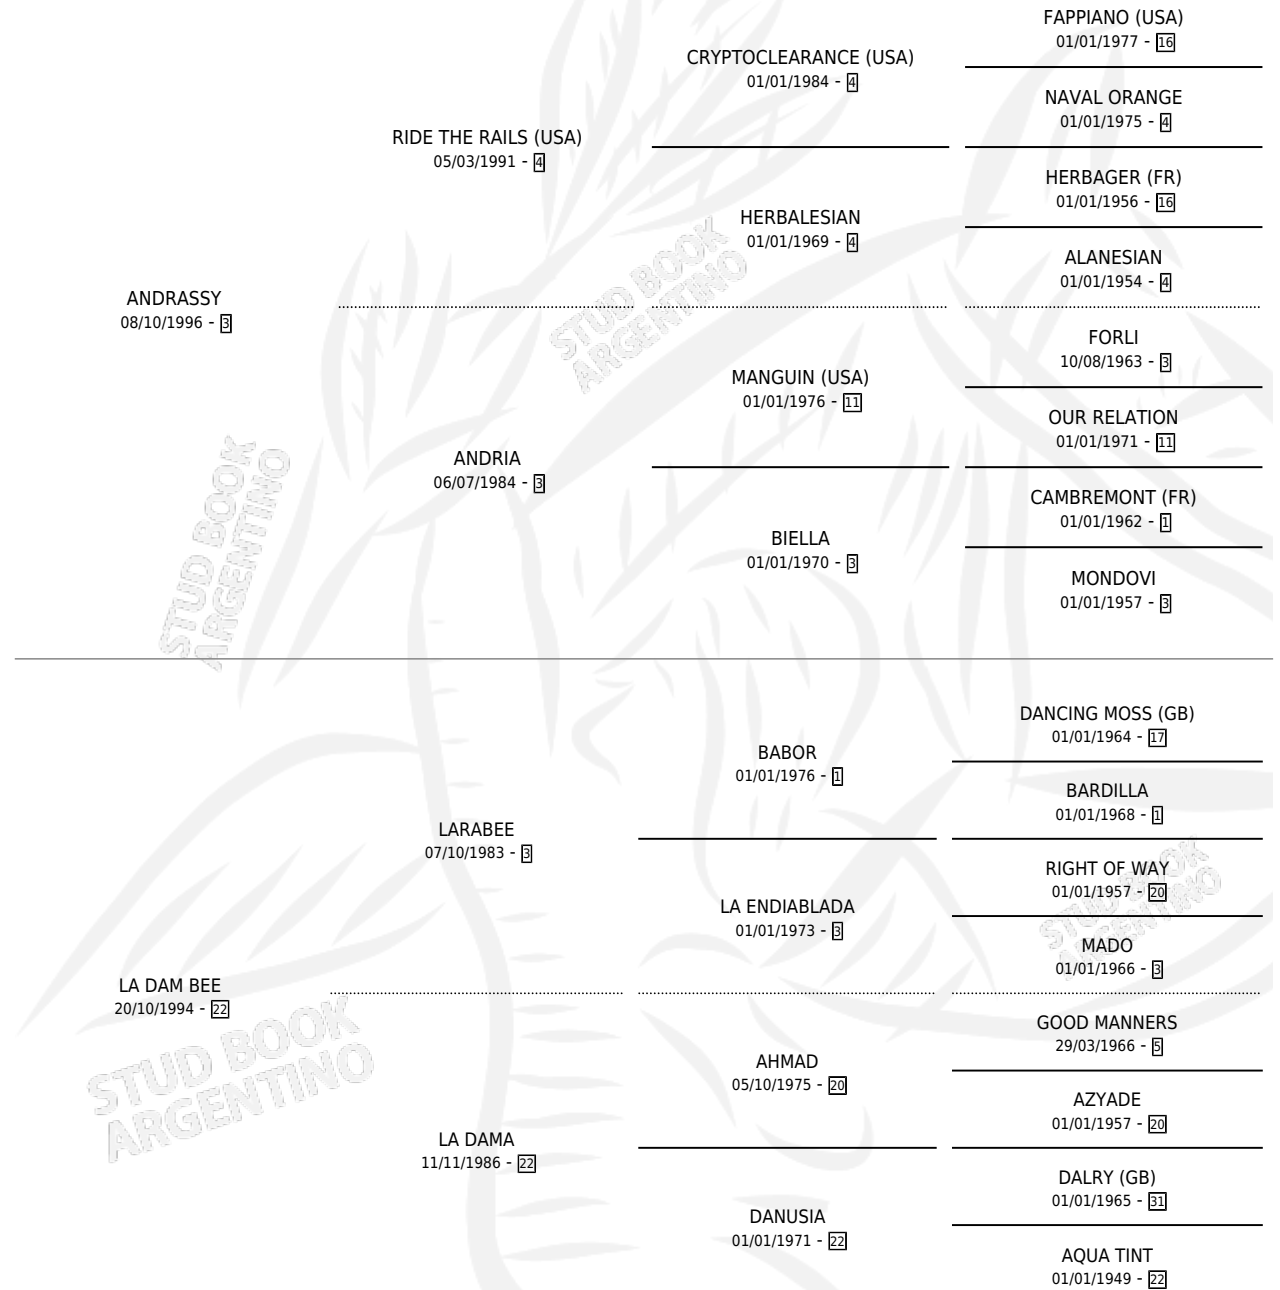 FAPPIANO (USA)
01/01/1977 - 16
CRYPTOCLEARANCE (USA)
01/01/1984 - 4
NAVAL ORANGE
01/01/1975 - 4
RIDE THE RAILS (USA)
05/03/1991 - 4
HERBAGER (FR)
01/01/1956 - 16
HERBALESIAN
01/01/1969 - 4
ALANESIAN
01/01/1954 - 4
ANDRASSY
08/10/1996 - 3
STUD BOOK
ARGENTINO
FORLI
10/08/1963 - 3
MANGUIN (USA)
01/01/1976 - 11
OUR RELATION
01/01/1971 - 11
ANDRIA
06/07/1984 - 3
CAMBREMONT (FR)
01/01/1962 - 1
BIELLA
01/01/1970 - 3
MONDOVI
01/01/1957 - 3
STUD BOOK
ARGENTINO
DANCING MOSS (GB)
01/01/1964 - 17
BABOR
01/01/1976 - 1
BARDILLA
01/01/1968 - 1
LARABEE
07/10/1983 - 3
RIGHT OF WAY
01/01/1957 - 20
LA ENDIABLADA
01/01/1973 - 3
MADO
01/01/1966 - 3
STUD BOOK
ARGENTINO
LA DAM BEE
20/10/1994 - 22
GOOD MANNERS
29/03/1966 - 5
AHMAD
05/10/1975 - 20
AZYADE
01/01/1957 - 20
STUD BOOK
ARGENTINO
LA DAMA
11/11/1986 - 22
DALRY (GB)
01/01/1965 - 31
DANUSIA
01/01/1971 - 22
AQUA TINT
01/01/1949 - 22